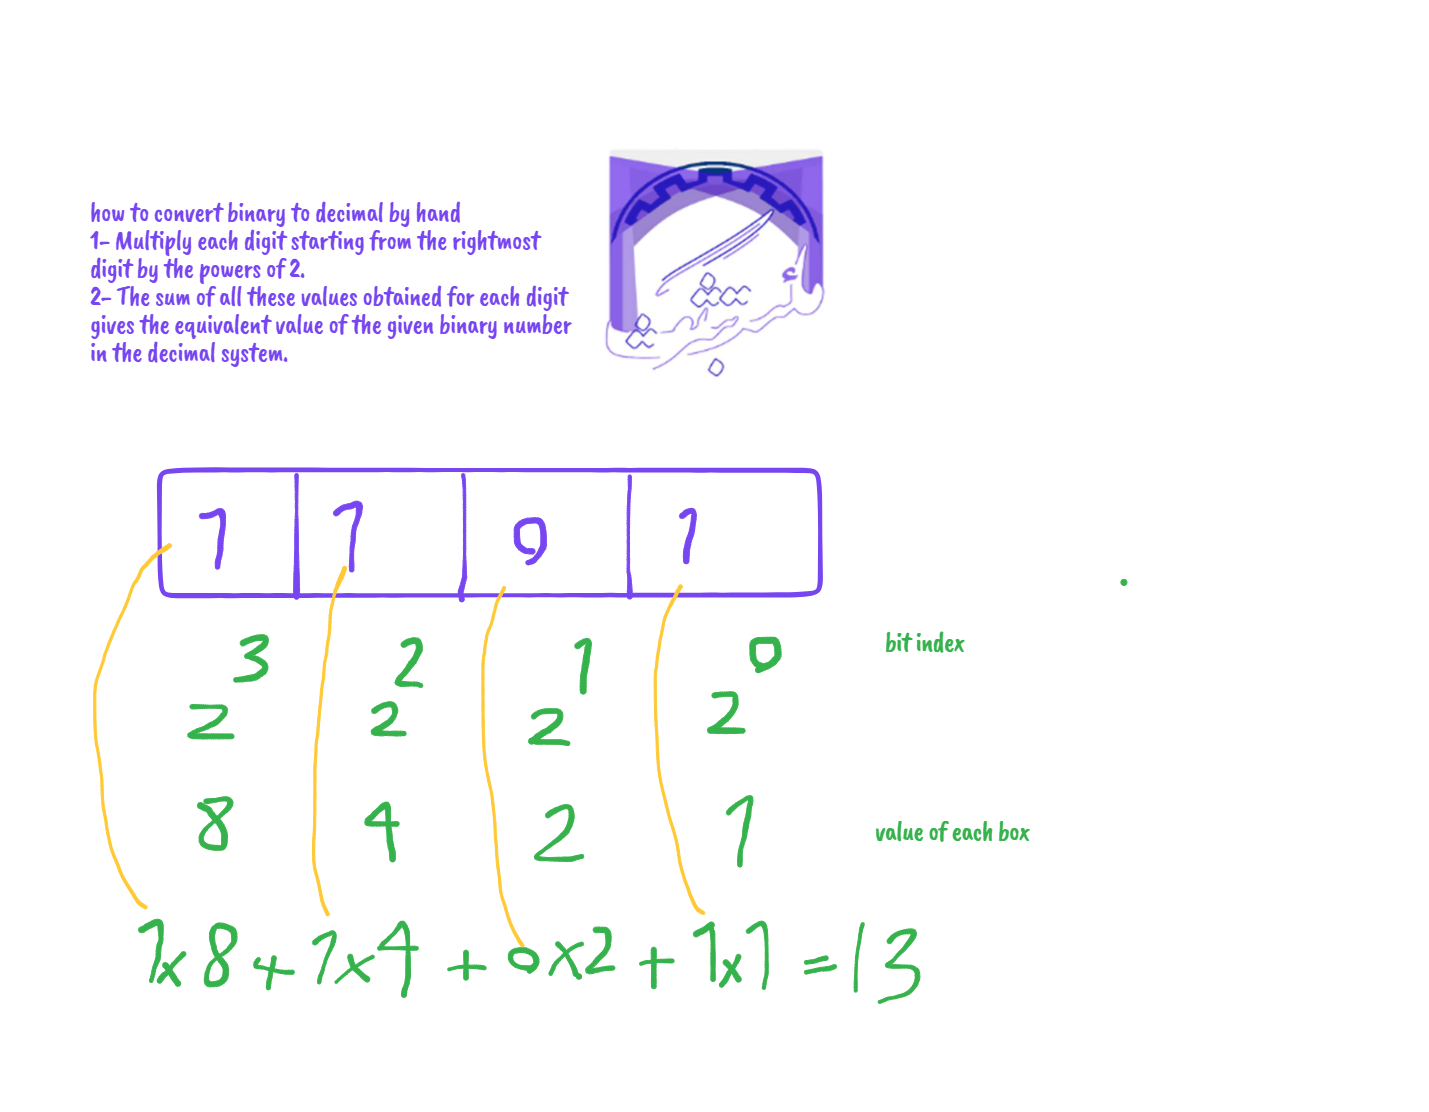 how to convert binary to decimal by hand
1- Multiply each digit starting from the rightmost
digit by the powers of 2.
2- The sum of all these values obtained for each digit
gives the equivalent value of the given binary number
in the decimal system.
1 1 0 1
3 2 1 0 bit index
2 2 2 2
8 4 2 1 value of each box
1x8+1x4+0x2+1x1=13